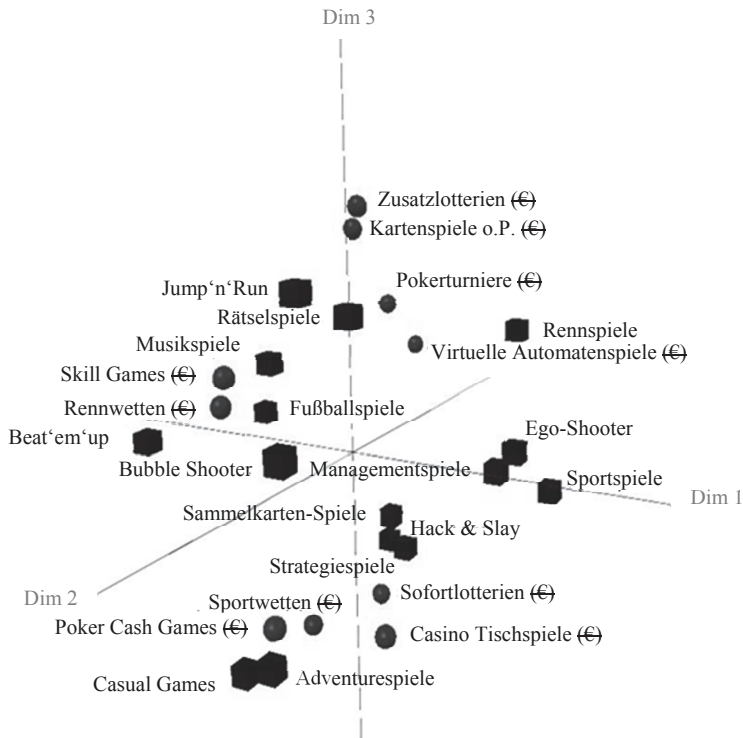 Dim 3
Zusatzlotterien (€)
Kartenspiele o.P. (€)
Pokerturniere (€)
Jump‘n‘Run
Rätselspiele
Rennspiele
Musikspiele
Virtuelle Automatenspiele (€)
Skill Games (€)
Rennwetten (€)
Fußballspiele
Beat‘em‘up
Ego-Shooter
Bubble Shooter
Managementspiele
Sportspiele
Dim 1
Sammelkarten-Spiele
Hack & Slay
Strategiespiele
Dim 2
Sportwetten (€)
Sofortlotterien (€)
Poker Cash Games (€)
Casino Tischspiele (€)
Casual Games
Adventurespiele